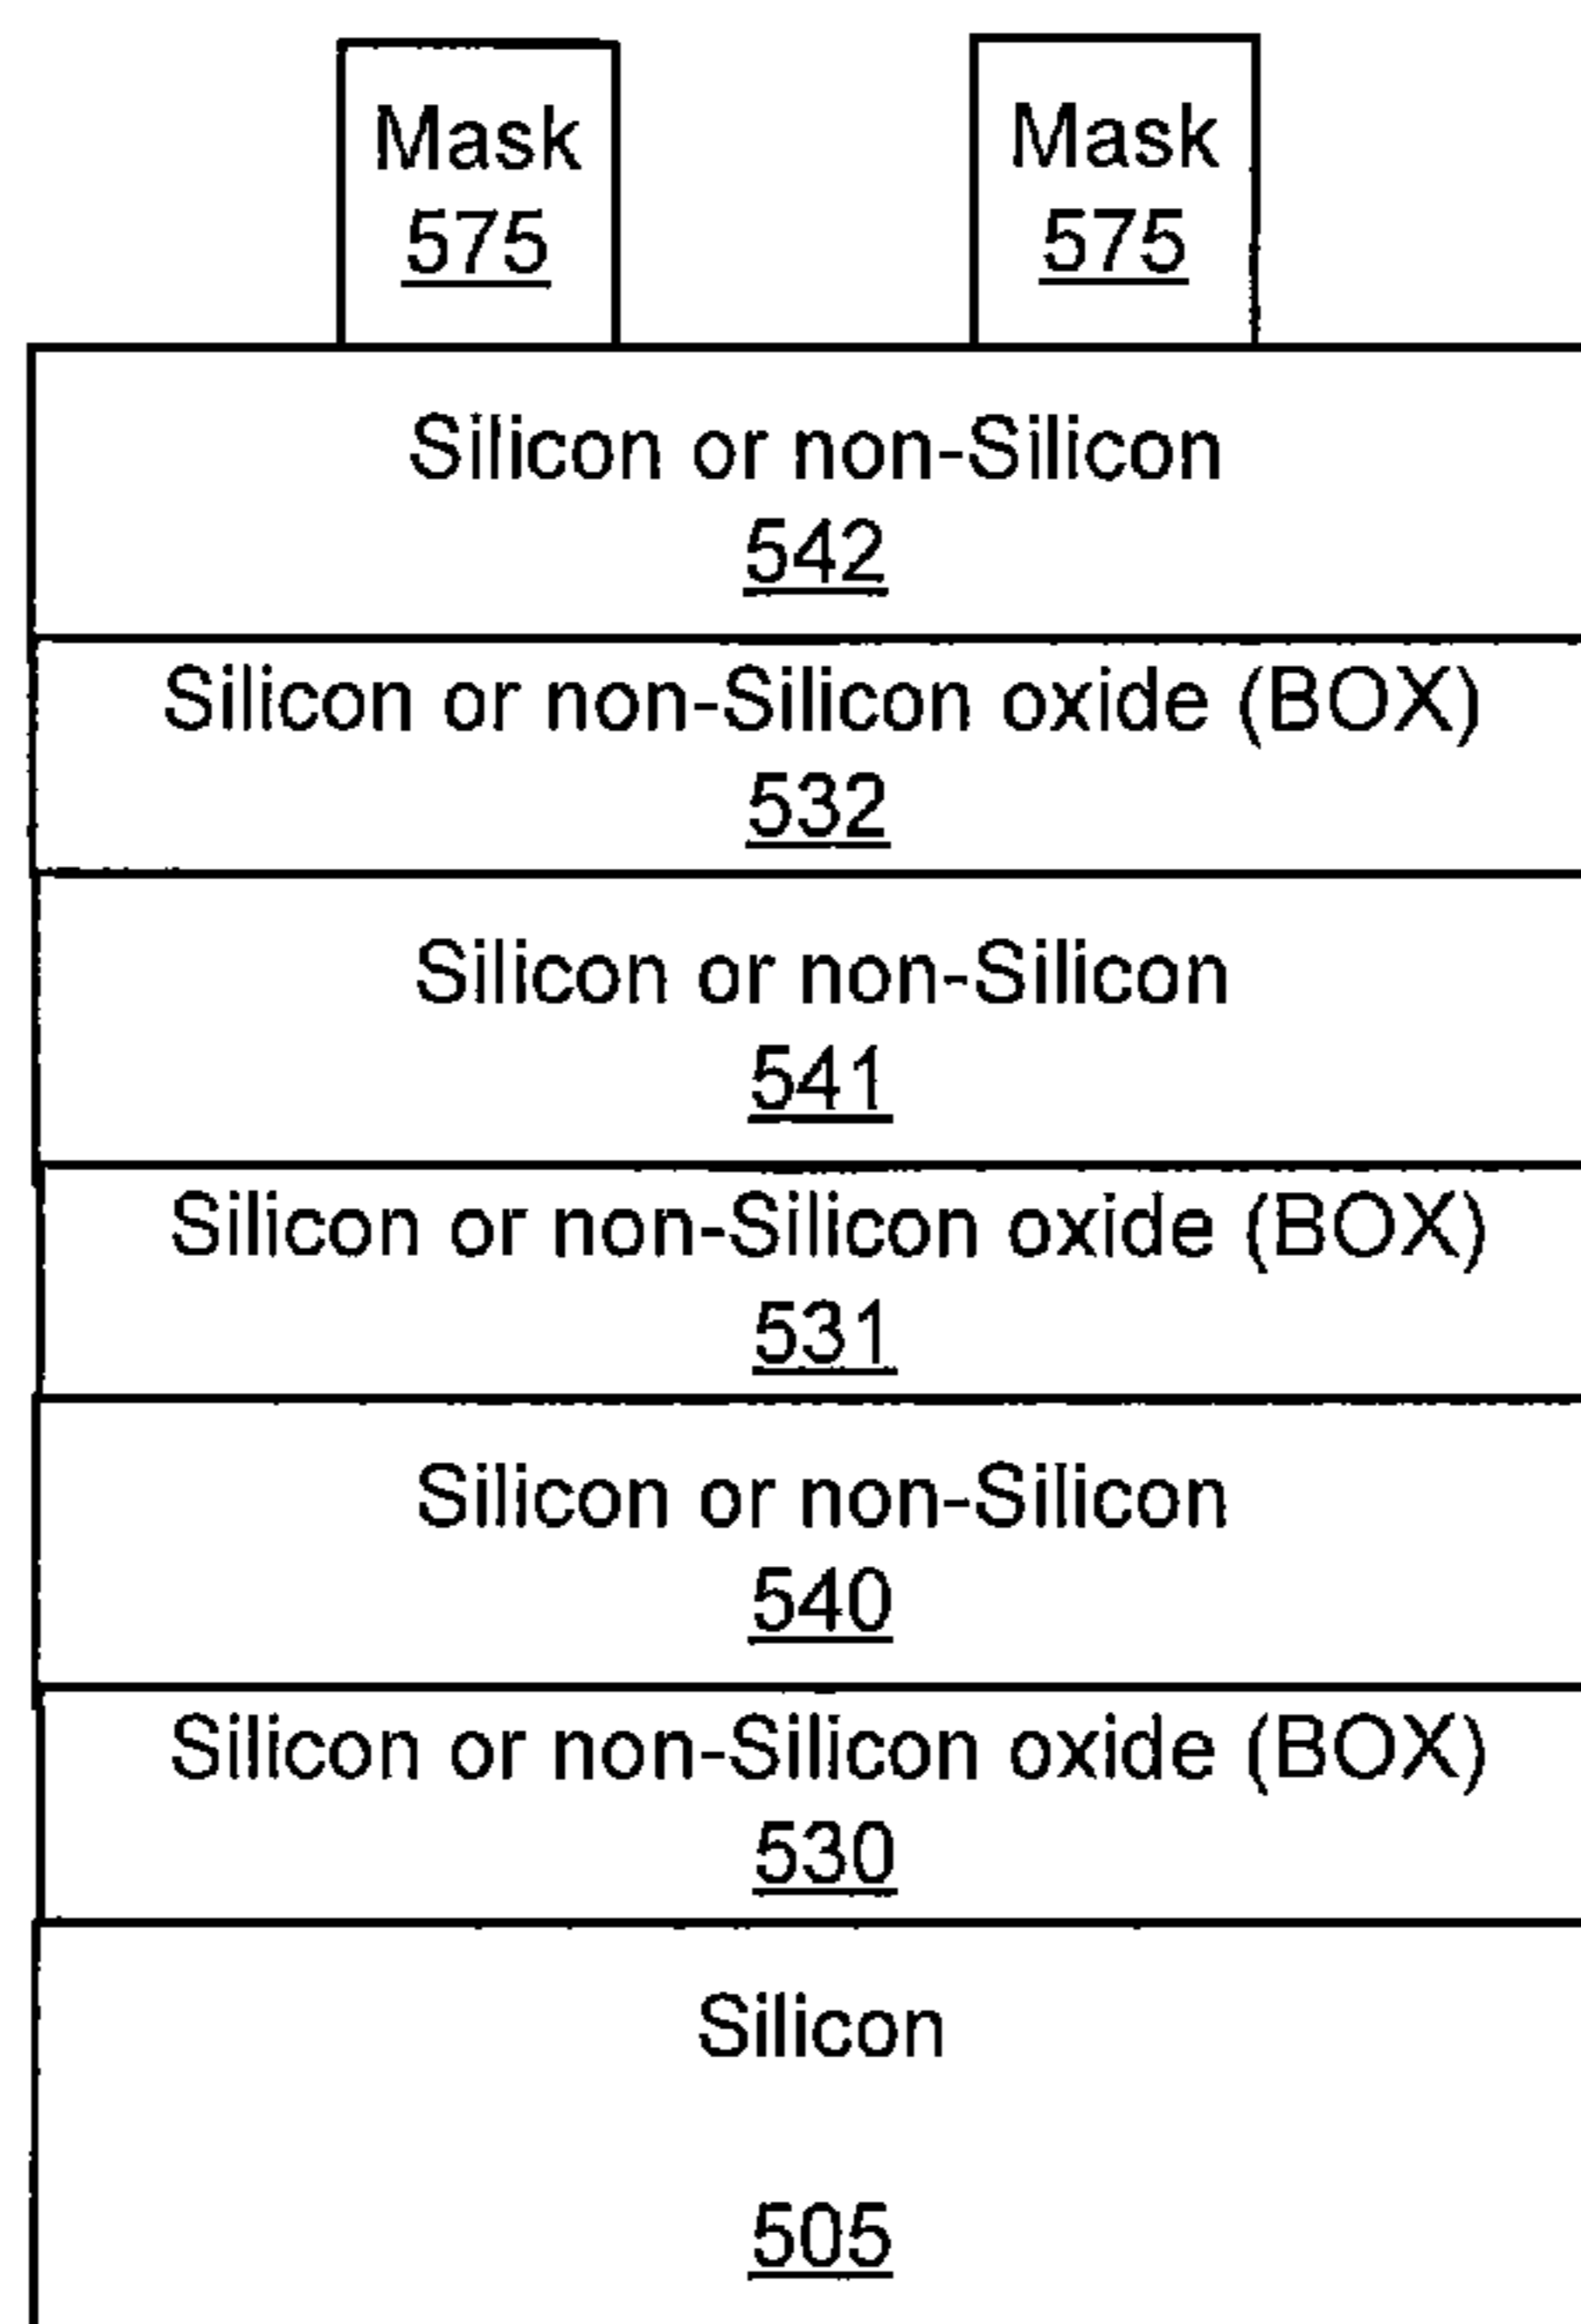 Mask
575
Mask
575
Silicon or non-Silicon
542
Silicon or non-Silicon oxide (BOX)
532
Silicon or non-Silicon
541
Silicon or non-Silicon oxide (BOX)
531
Silicon or non-Silicon
540
Silicon or non-Silicon oxide (BOX)
530
Silicon
505